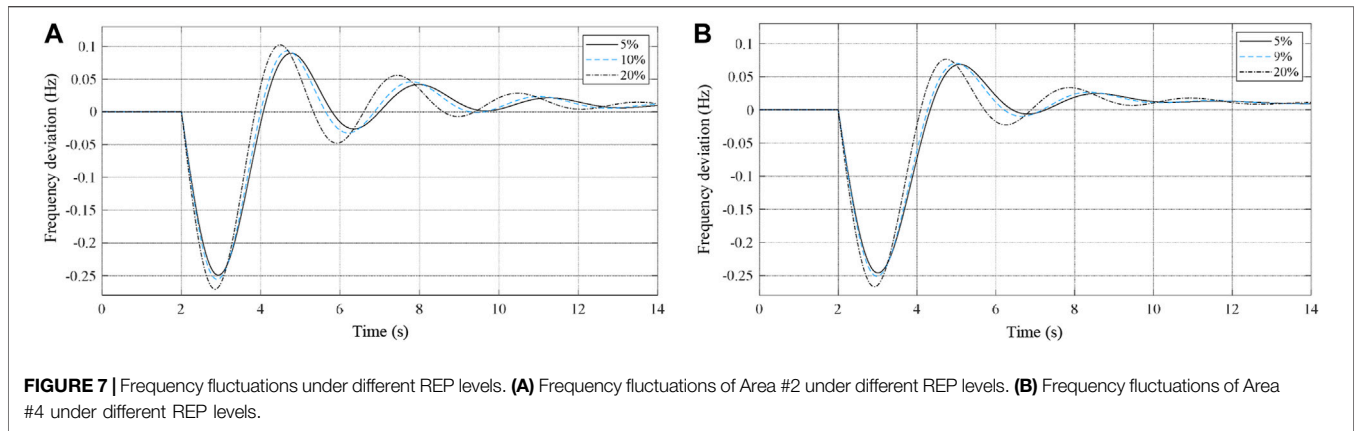 A
0.1
0.05
0
-0.05
-0.1
-0.15
-0.2
-0.25
Frequency deviation (Hz)
5%
10%
20%
0 2 4 6 8 10 12 14
Time (s)
B
0.1
0.05
0
-0.05
-0.1
-0.15
-0.2
-0.25
Frequency deviation (Hz)
5%
9%
20%
0 2 4 6 8 10 12 14
Time (s)
FIGURE 7 | Frequency fluctuations under different REP levels. (A) Frequency fluctuations of Area #2 under different REP levels. (B) Frequency fluctuations of Area
#4 under different REP levels.